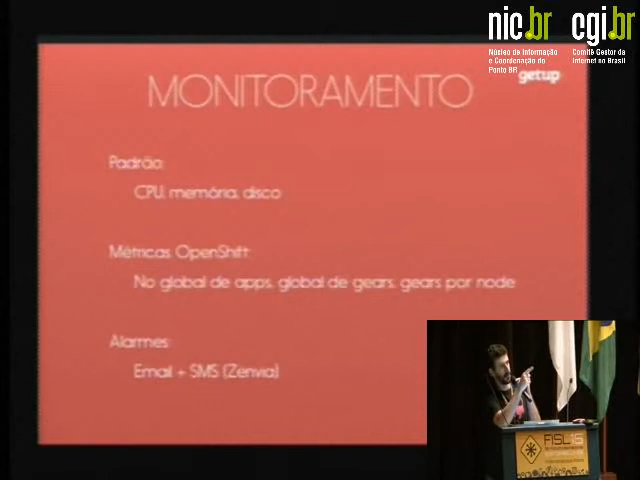 nic.br cgi.br
Núcleo de Informação
e Coordenação do
Ponto BR
Comitê Gestor da
Internet no Brasil
getup
MONITORAMENTO
Padrão:
CPU, memória, disco
Métricas OpenShift:
No global de apps, global de gears, gears por node
Alarmes:
Email + SMS (Zenvia)
FISL15